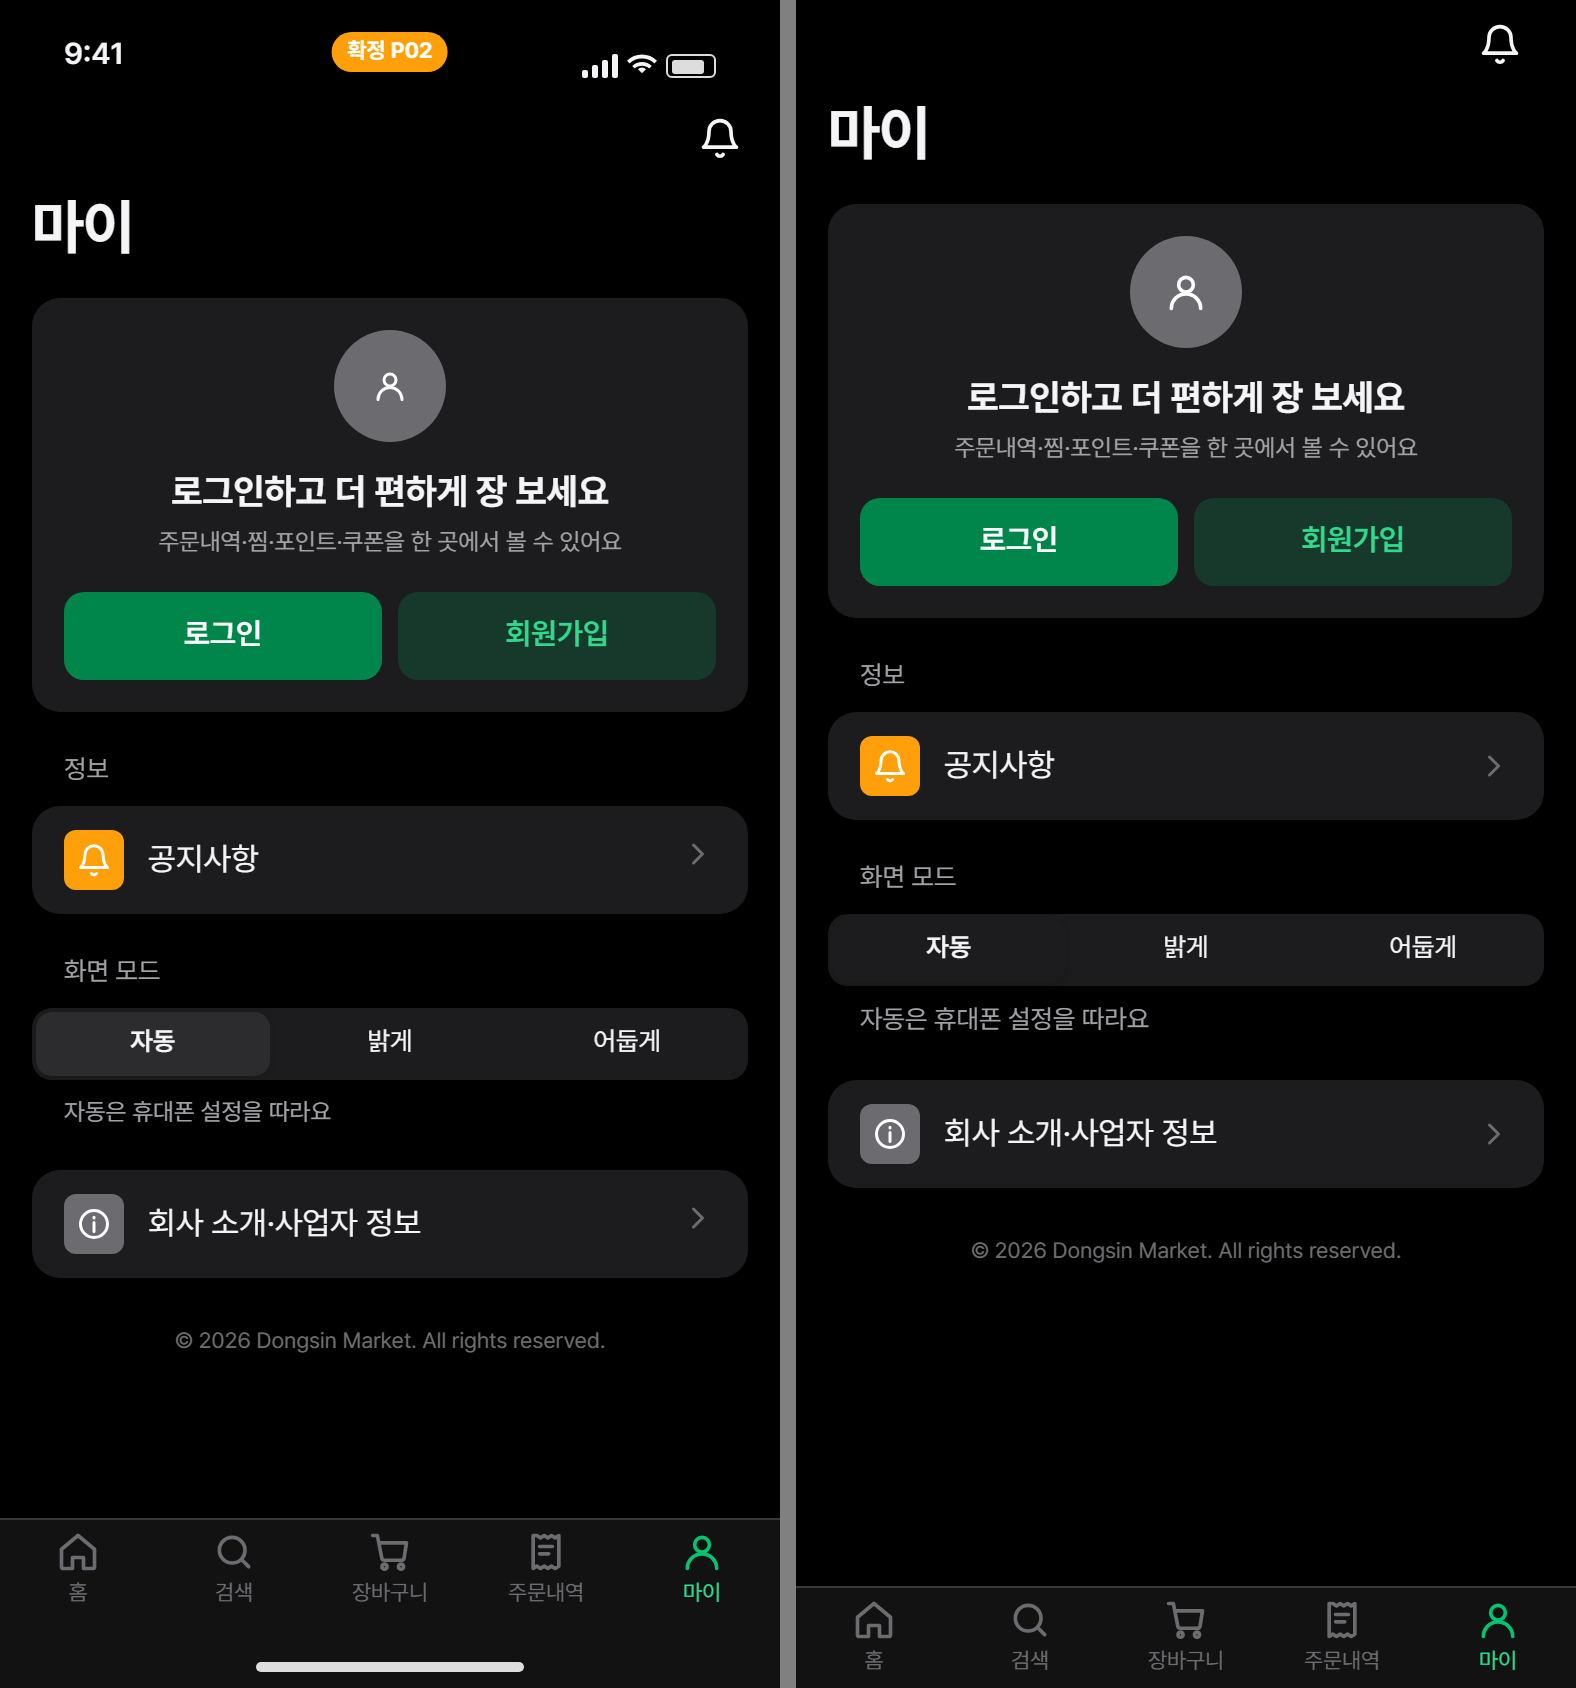 9:41
확정 P02
마이
로그인하고 더 편하게 장 보세요
주문내역·찜·포인트·쿠폰을 한 곳에서 볼 수 있어요
로그인
회원가입
정보
공지사항
화면 모드
자동
밝게
어둡게
자동은 휴대폰 설정을 따라요
회사 소개·사업자 정보
© 2026 Dongsin Market. All rights reserved.
홈
검색
장바구니
주문내역
마이
마이
로그인하고 더 편하게 장 보세요
주문내역·찜·포인트·쿠폰을 한 곳에서 볼 수 있어요
로그인
회원가입
정보
공지사항
화면 모드
자동
밝게
어둡게
자동은 휴대폰 설정을 따라요
회사 소개·사업자 정보
© 2026 Dongsin Market. All rights reserved.
홈
검색
장바구니
주문내역
마이